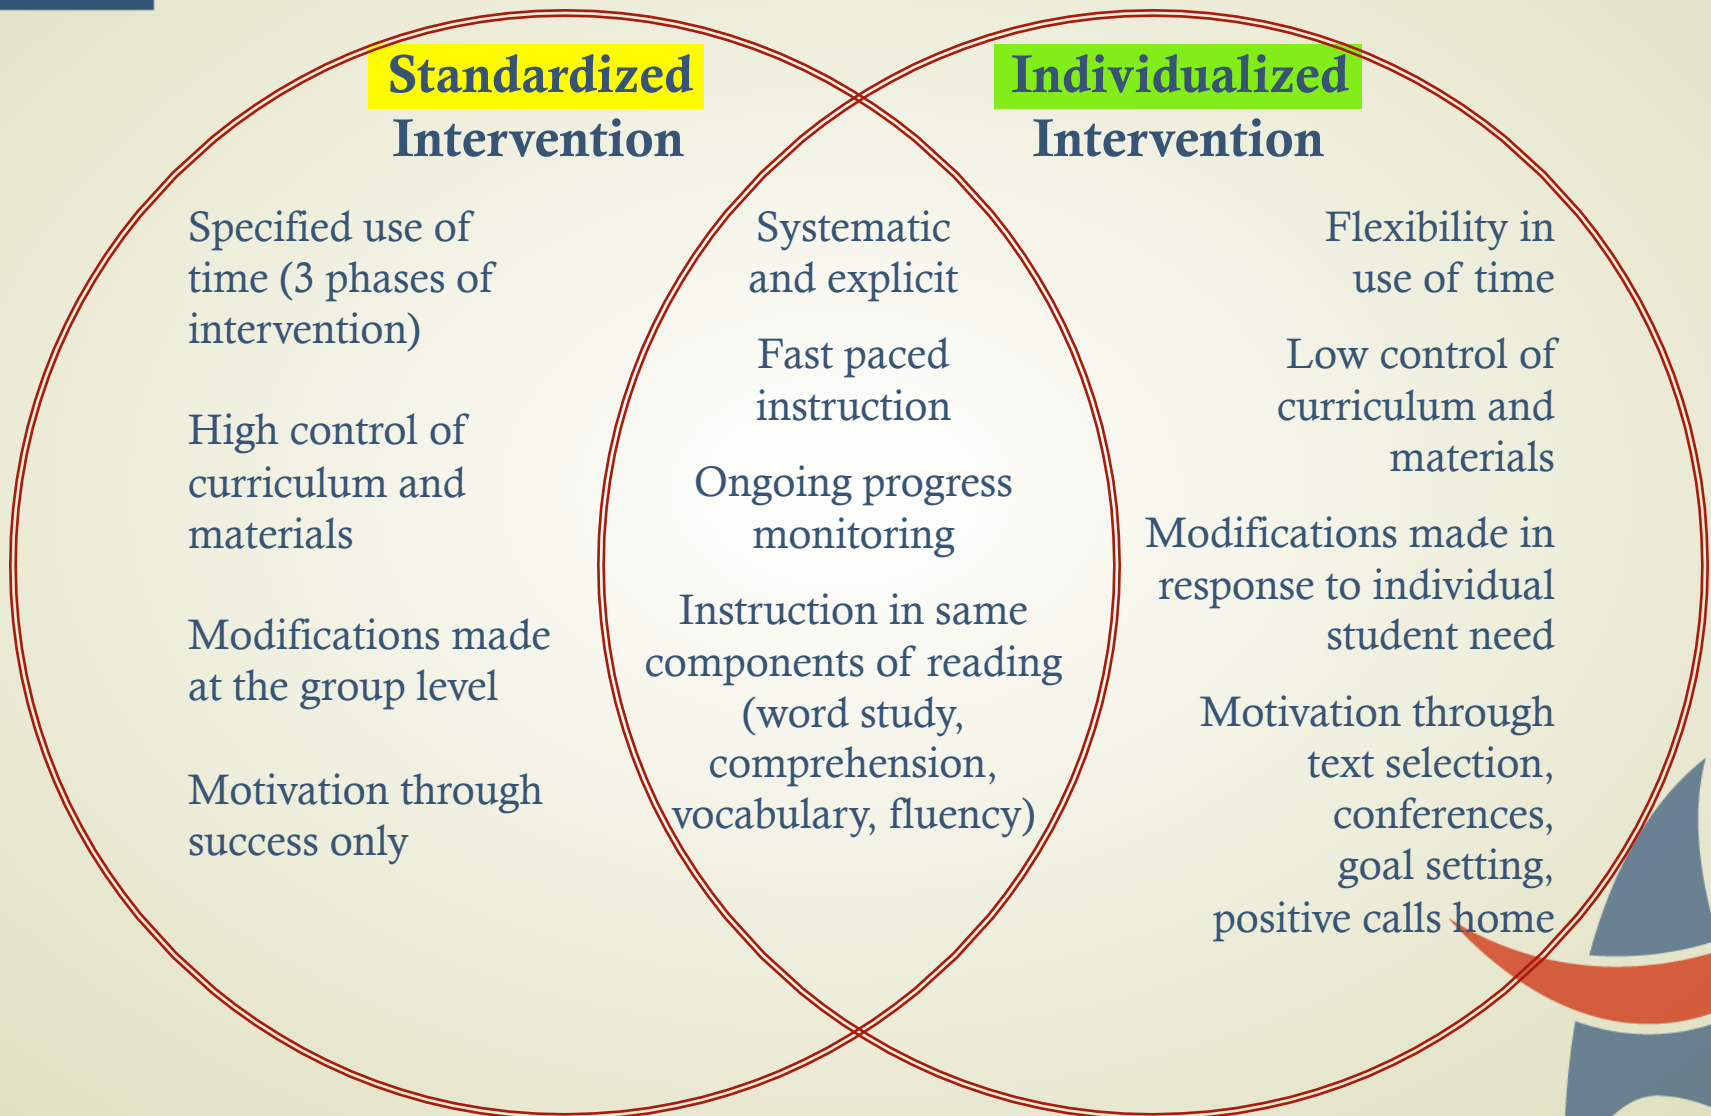 Standardized
Intervention
Specified use of
time (3 phases of
intervention)
High control of
curriculum and
materials
Modifications made
at the group level
Motivation through
success only
Systematic
and explicit
Fast paced
instruction
Ongoing progress
monitoring
Instruction in same
components of reading
(word study,
comprehension,
vocabulary, fluency)
Individualized
Intervention
Flexibility in
use of time
Low control of
curriculum and
materials
Modifications made in
response to individual
student need
Motivation through
text selection,
conferences,
goal setting,
positive calls home